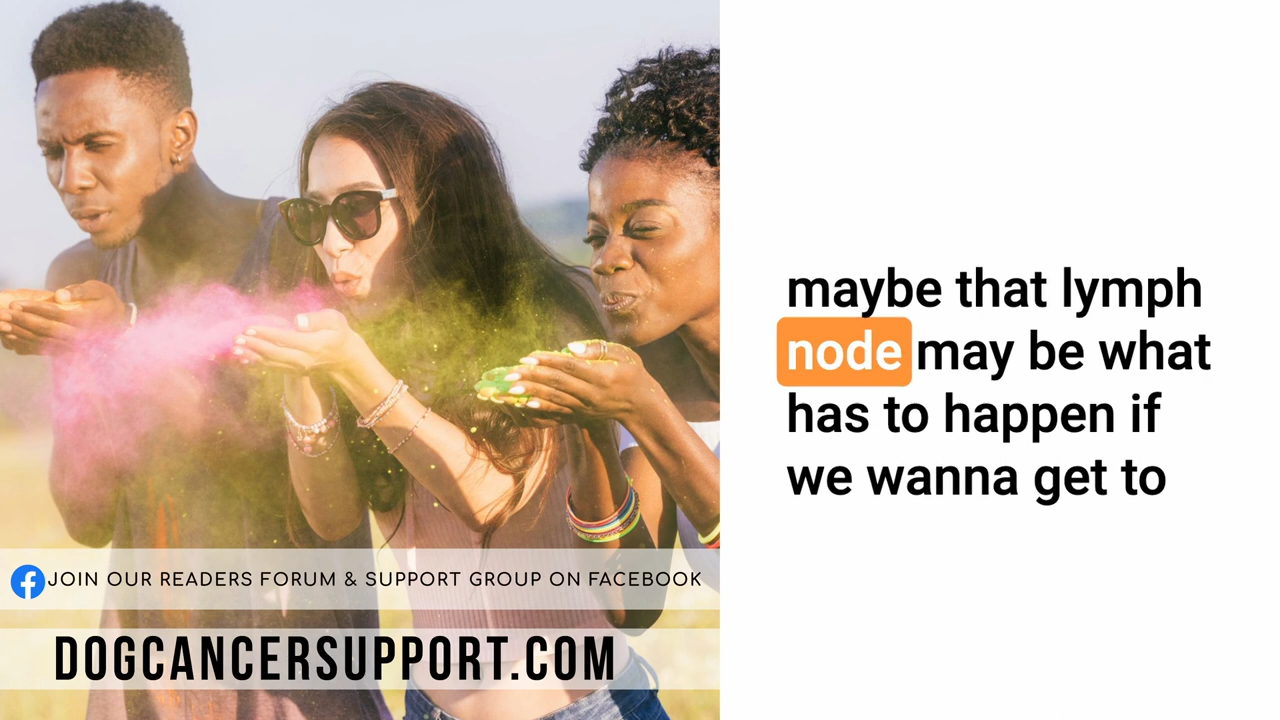 JOIN OUR READERS FORUM & SUPPORT GROUP ON FACEBOOK
DOGCANCERSUPPORT.COM
maybe that lymph
node may be what
has to happen if
we wanna get to